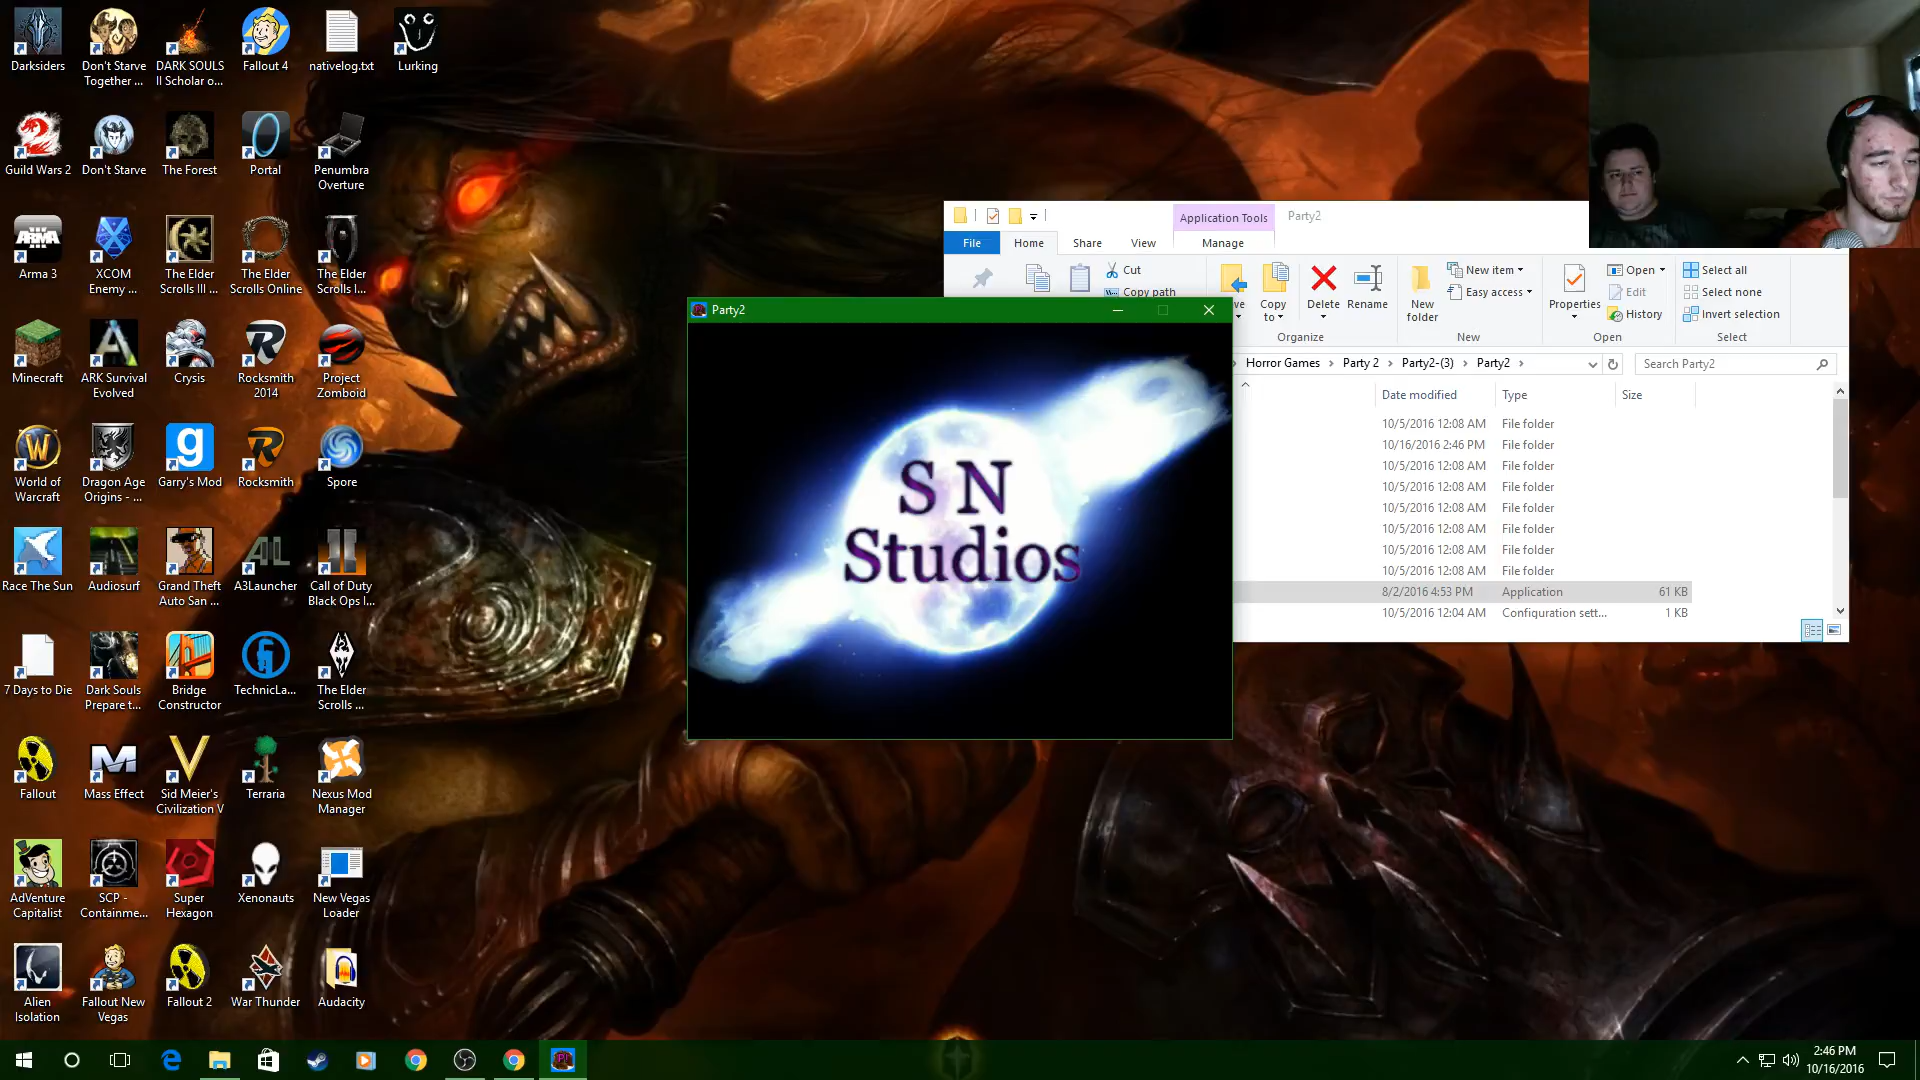 Darksiders
Don't Starve
Together ...
DARK SOULS
II Scholar o...
Fallout 4
nativelog.txt
Lurking
Guild Wars 2
Don't Starve
The Forest
Portal
Penumbra
Overture
Arma 3
XCOM
Enemy ...
The Elder
Scrolls III ...
The Elder
Scrolls Online
The Elder
Scrolls I...
Minecraft
ARK Survival
Evolved
Crysis
Rocksmith
2014
Project
Zomboid
World of
Warcraft
Dragon Age
Origins - ...
Garry's Mod
Rocksmith
Spore
Race The Sun
Audiosurf
Grand Theft
Auto San ...
A3Launcher
Call of Duty
Black Ops I...
7 Days to Die
Dark Souls
Prepare t...
Bridge
Constructor
TechnicLa...
The Elder
Scrolls ...
Fallout
Mass Effect
Sid Meier's
Civilization V
Terraria
Nexus Mod
Manager
AdVenture
Capitalist
SCP -
Containme...
Super
Hexagon
Xenonauts
New Vegas
Loader
Alien
Isolation
Fallout New
Vegas
Fallout 2
War Thunder
Audacity
Application Tools
Party2
File
Home
Share
View
Manage
Cut
Copy path
Copy
to
Delete
Rename
Organize
New
folder
New item
Easy access
New
Properties
Open
Edit
History
Open
Select all
Select none
Invert selection
Select
Horror Games > Party 2 > Party2-(3) > Party2 >
Search Party2
Date modified Type Size
10/5/2016 12:08 AM File folder
10/16/2016 2:46 PM File folder
10/5/2016 12:08 AM File folder
10/5/2016 12:08 AM File folder
10/5/2016 12:08 AM File folder
10/5/2016 12:08 AM File folder
10/5/2016 12:08 AM File folder
10/5/2016 12:08 AM File folder
8/2/2016 4:53 PM Application 61 KB
10/5/2016 12:04 AM Configuration sett... 1 KB
Party2
S N
Studios
2:46 PM
10/16/2016